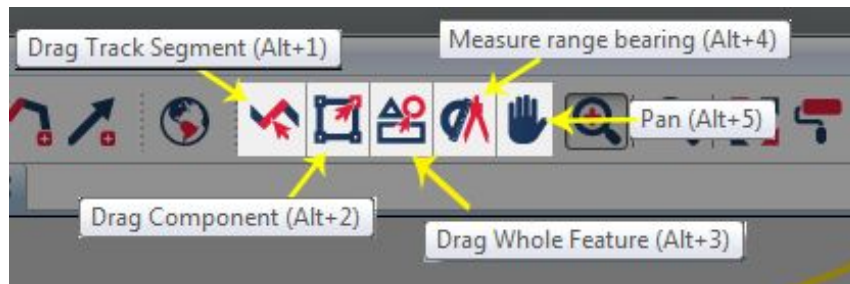 Drag Track Segment (Alt+1)
Measure range bearing (Alt+4)
Pan (Alt+5)
Drag Component (Alt+2)
Drag Whole Feature (Alt+3)